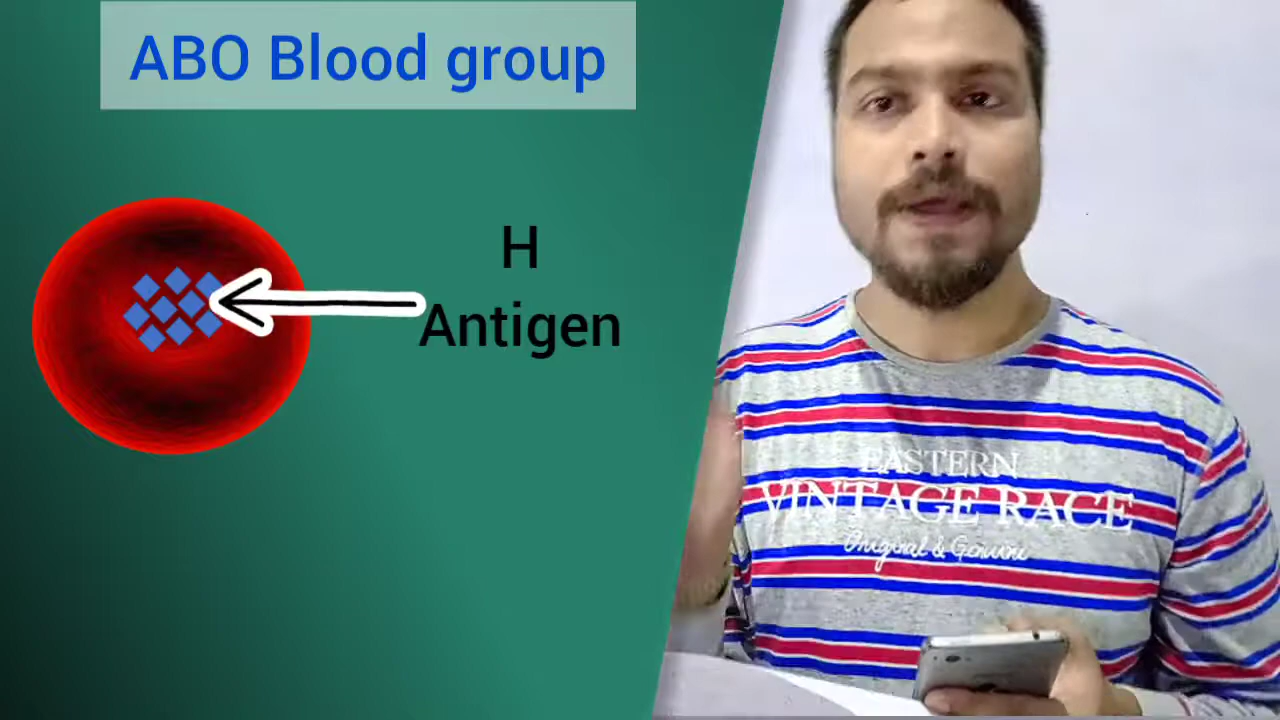 ABO Blood group
H
Antigen
EASTERN
VINTAGE RACE
Original & Genuine